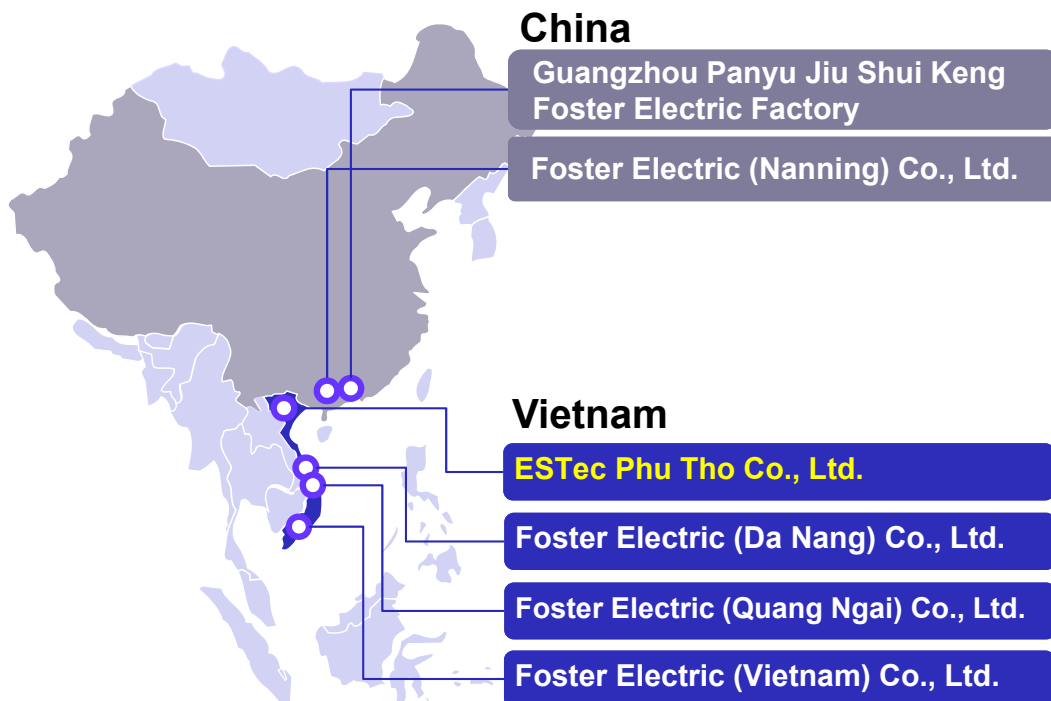 China
Guangzhou Panyu Jiu Shui Keng
Foster Electric Factory
Foster Electric (Nanning) Co., Ltd.
Vietnam
ESTec Phu Tho Co., Ltd.
Foster Electric (Da Nang) Co., Ltd.
Foster Electric (Quang Ngai) Co., Ltd.
Foster Electric (Vietnam) Co., Ltd.